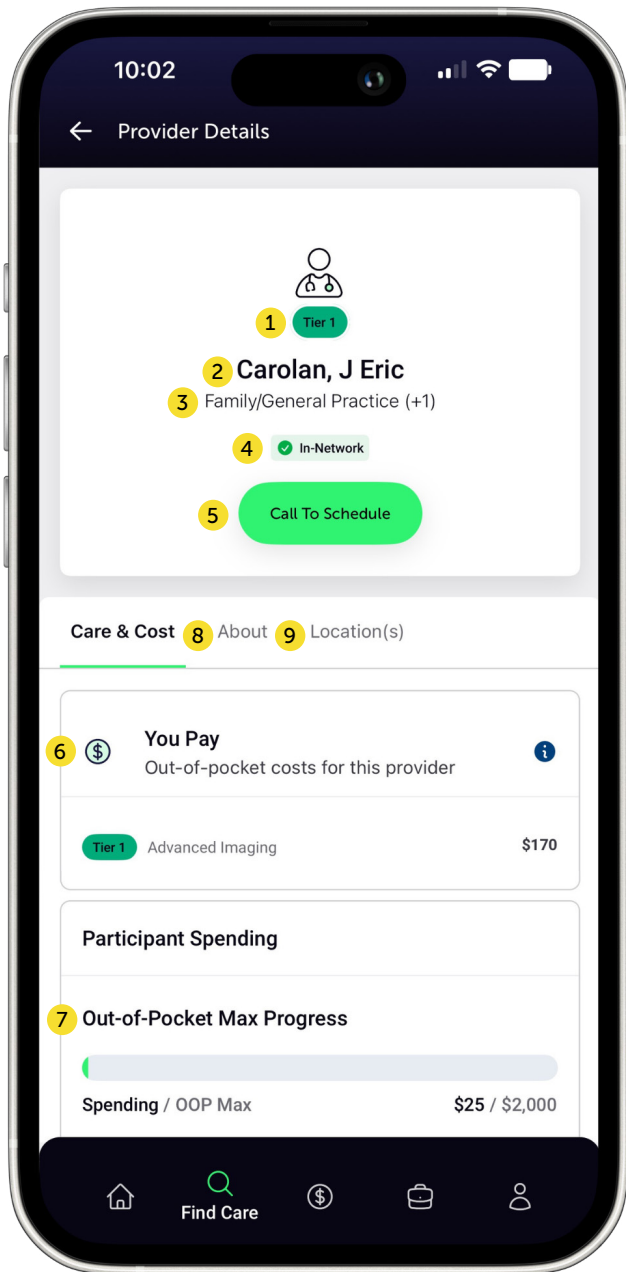 10:02
Provider Details
1 Tier 1
2 Carolan, J Eric
3 Family/General Practice (+1)
4 In-Network
5 Call To Schedule
Care & Cost 8 About 9 Location(s)
6 $ You Pay i
Out-of-pocket costs for this provider
Tier 1 Advanced Imaging $170
Participant Spending
7 Out-of-Pocket Max Progress
Spending / OOP Max $25 / $2,000
$
Find Care